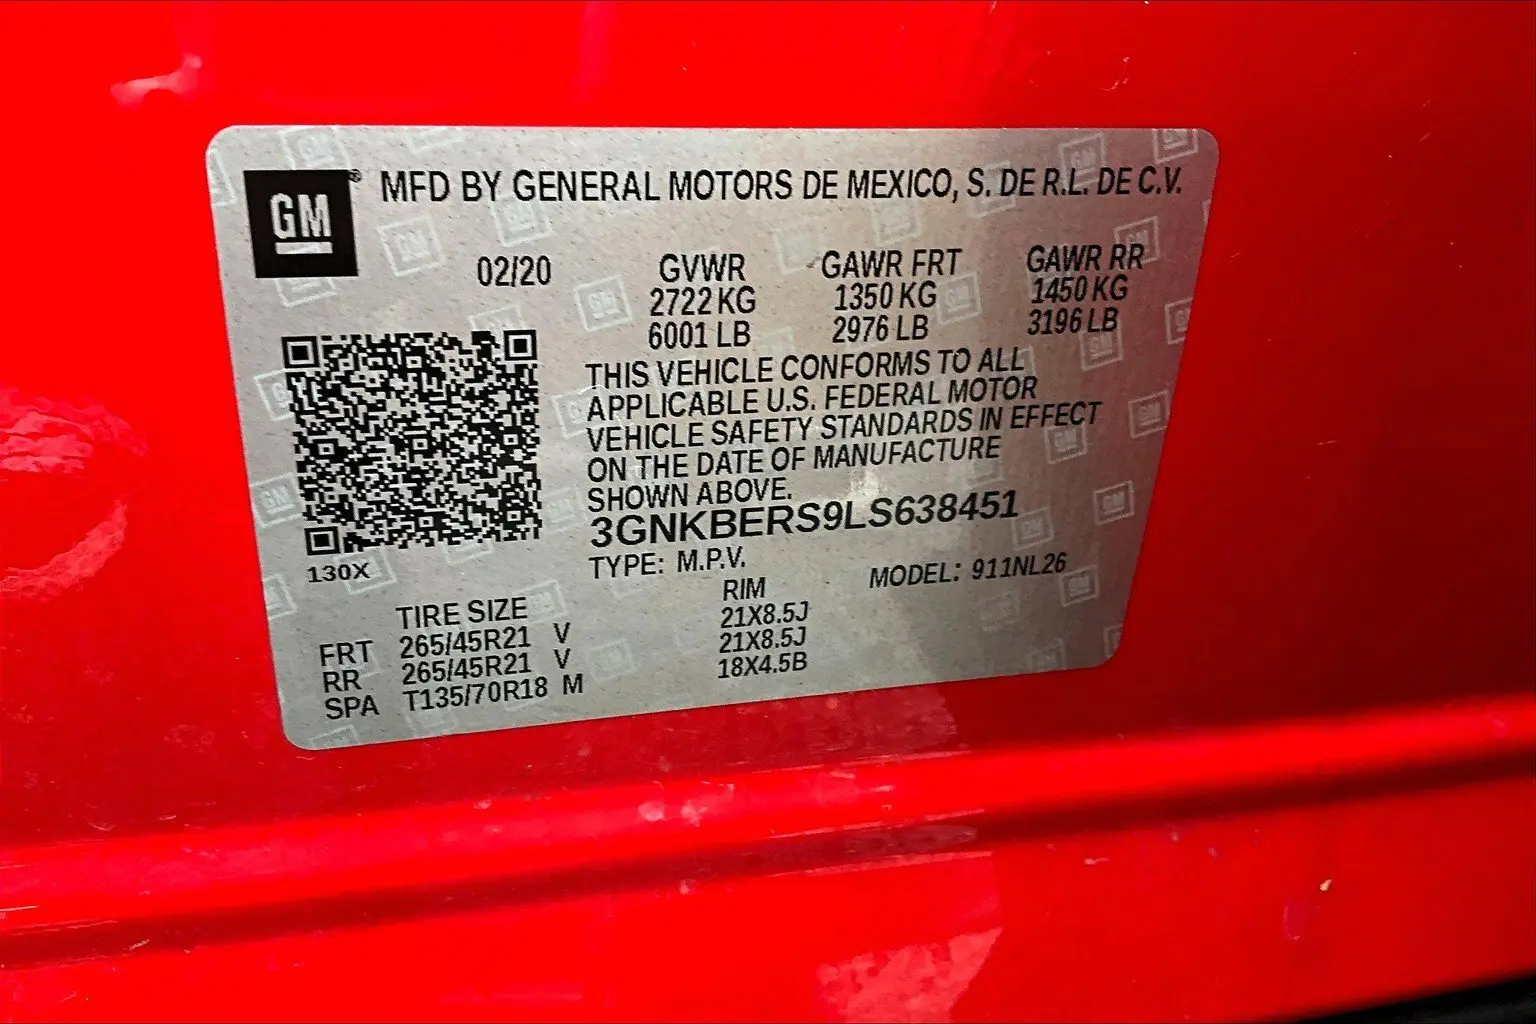 GM® MFD BY GENERAL MOTORS DE MEXICO, S. DE R.L. DE C.V.
02/20 GVWR GAWR FRT GAWR RR
2722 KG 1350 KG 1450 KG
6001 LB 2976 LB 3196 LB
THIS VEHICLE CONFORMS TO ALL
APPLICABLE U.S. FEDERAL MOTOR
VEHICLE SAFETY STANDARDS IN EFFECT
ON THE DATE OF MANUFACTURE
SHOWN ABOVE.
3GNKBERS9LS638451
130X
TYPE: M.P.V. MODEL: 911NL26
TIRE SIZE RIM
FRT 265/45R21 V 21X8.5J
RR 265/45R21 V 21X8.5J
SPA T135/70R18 M 18X4.5B